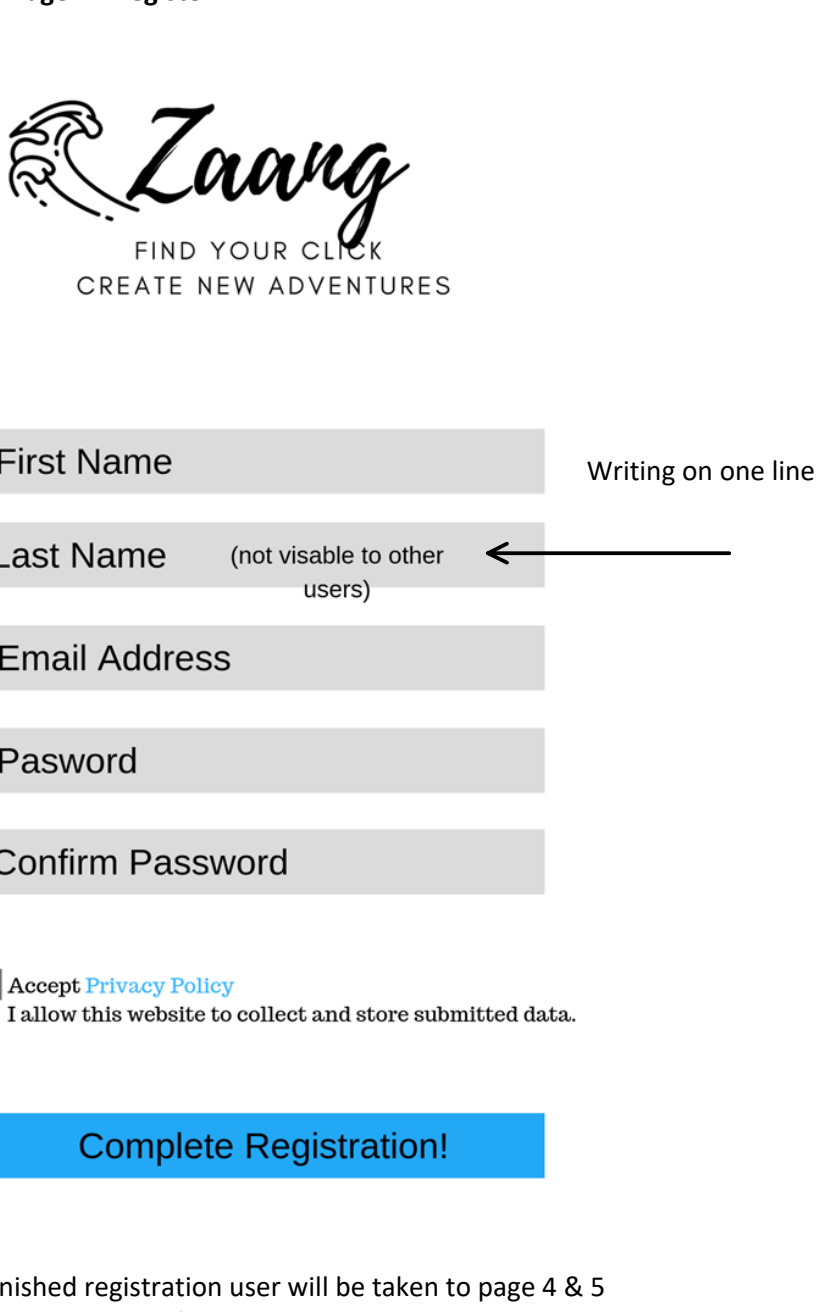 Zaang
FIND YOUR CLICK
CREATE NEW ADVENTURES
First Name
Writing on one line
Last Name (not visable to other
users)
Email Address
Pasword
Confirm Password
Accept Privacy Policy
I allow this website to collect and store submitted data.
Complete Registration!
nished registration user will be taken to page 4 & 5